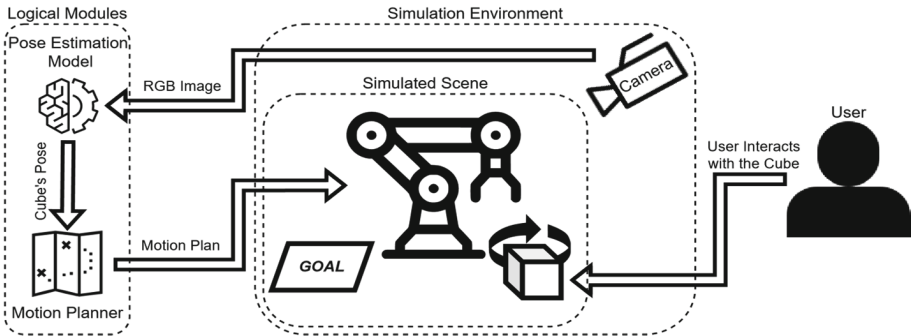 Logical Modules
Simulation Environment
Pose Estimation
Model
RGB Image
Camera
Simulated Scene
User
User Interacts
with the Cube
Cube's Pose
Motion Plan
GOAL
Motion Planner